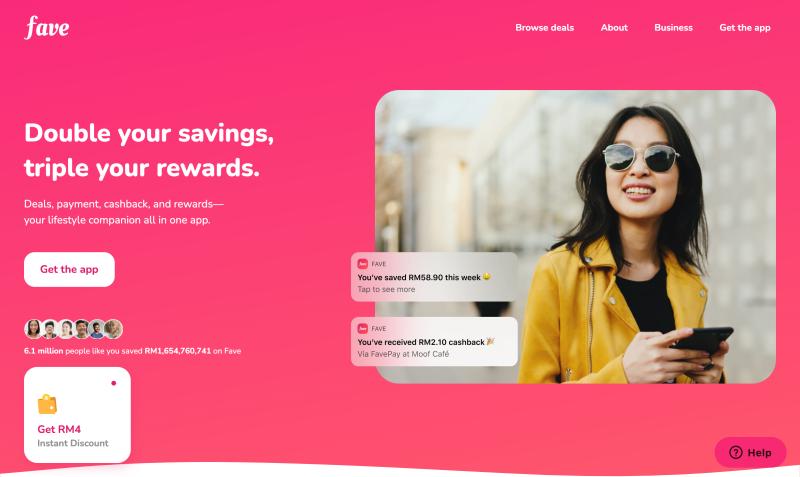 fave
Browse deals
About
Business
Get the app
Double your savings,
triple your rewards.
Deals, payment, cashback, and rewards—
your lifestyle companion all in one app.
Get the app
6.1 million people like you saved RM1,654,760,741 on Fave
Get RM4
Instant Discount
fave FAVE
You've saved RM58.90 this week 😀
Tap to see more
fave FAVE
You've received RM2.10 cashback 🎉
Via FavePay at Moof Café
Help